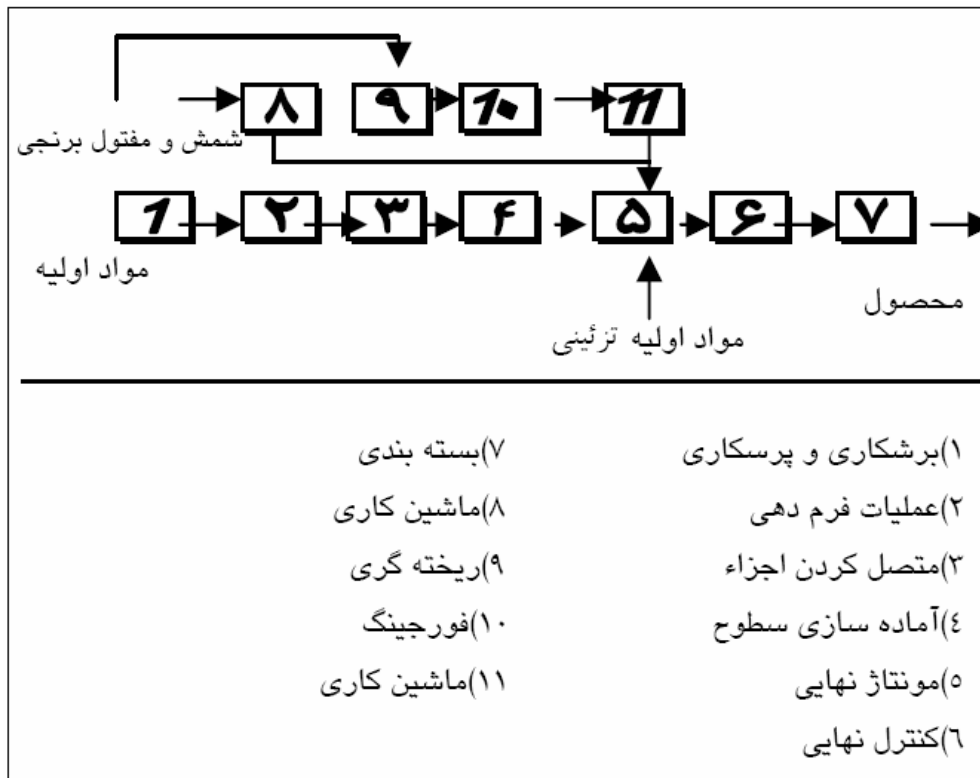 ۸ ۹ ۱۰ ۱۱
شمش و مفتول برنجی
۱ ۲ ۳ ۴ ۵ ۶ ۷
مواد اولیه
محصول
مواد اولیه تزئینی
۱)برشکاری و پرسکاری
۲)عملیات فرم دهی
۳)متصل کردن اجزاء
٤)آماده سازی سطوح
٥)مونتاژ نهایی
٦)کنترل نهایی
۷)بسته بندی
۸)ماشین کاری
۹)ریخته گری
۱۰)فورجینگ
۱۱)ماشین کاری